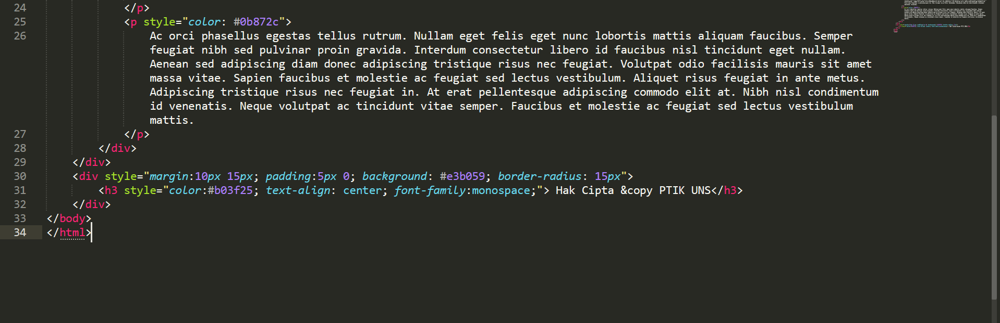 24 </p>
25 <p style="color: #0b872c">
26 Ac orci phasellus egestas tellus rutrum. Nullam eget felis eget nunc lobortis mattis aliquam faucibus. Semper
feugiat nibh sed pulvinar proin gravida. Interdum consectetur libero id faucibus nisl tincidunt eget nullam.
Aenean sed adipiscing diam donec adipiscing tristique risus nec feugiat. Volutpat odio facilisis mauris sit amet
massa vitae. Sapien faucibus et molestie ac feugiat sed lectus vestibulum. Aliquet risus feugiat in ante metus.
Adipiscing tristique risus nec feugiat in. At erat pellentesque adipiscing commodo elit at. Nibh nisl condimentum
id venenatis. Neque volutpat ac tincidunt vitae semper. Faucibus et molestie ac feugiat sed lectus vestibulum
mattis.
27 </p>
28 </div>
29 </div>
30 <div style="margin:10px 15px; padding:5px 0; background: #e3b059; border-radius: 15px">
31 <h3 style="color:#b03f25; text-align: center; font-family:monospace;"> Hak Cipta &copy PTIK UNS</h3>
32 </div>
33 </body>
34 </html>